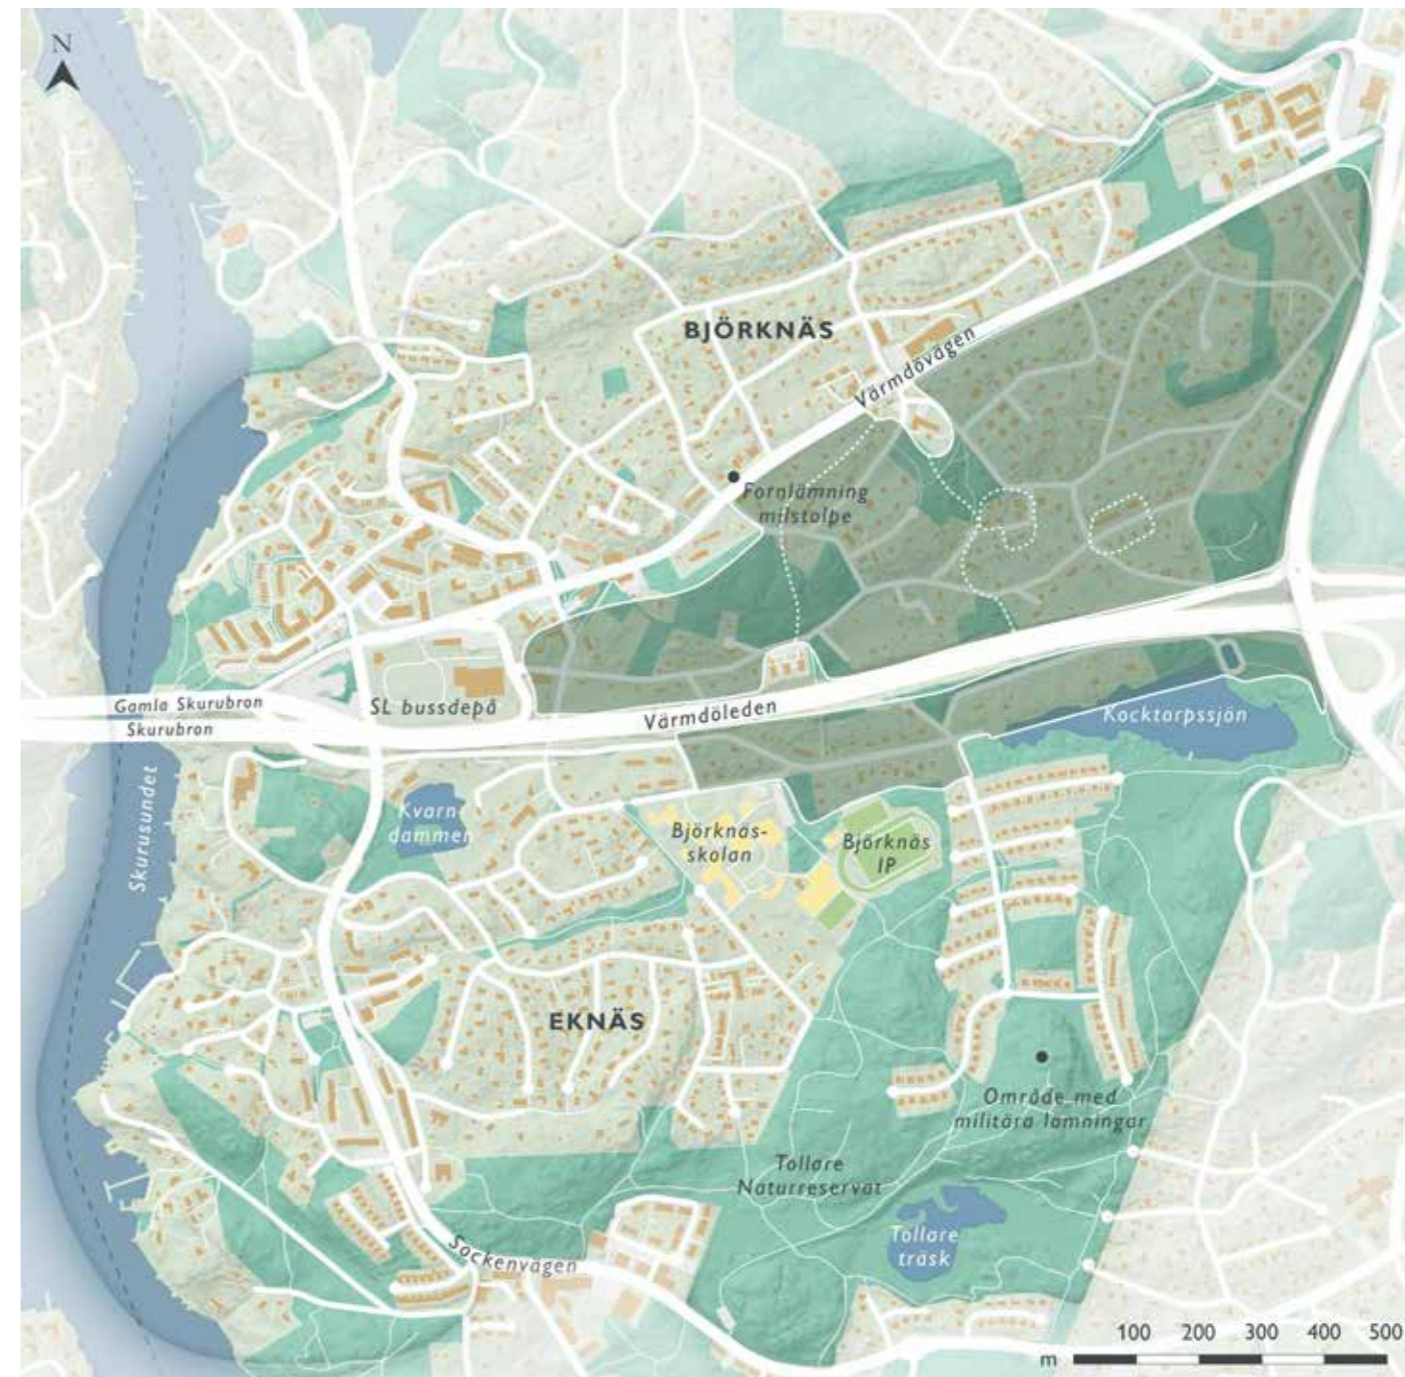 N
BJÖRKNÄS
Värmdövägen
Fornlämning
milstolpe
Gamla Skurubron
Skurubron
SL bussdepå
Värmdöleden
Kocktorpssjön
Skurusundet
Kvarn-
dammen
Björknäs-
skolan
Björknäs
IP
EKNÄS
Område med
militära lämningar
Tollare
Naturreservat
Tollare
träsk
Sockenvägen
100 200 300 400 500
m